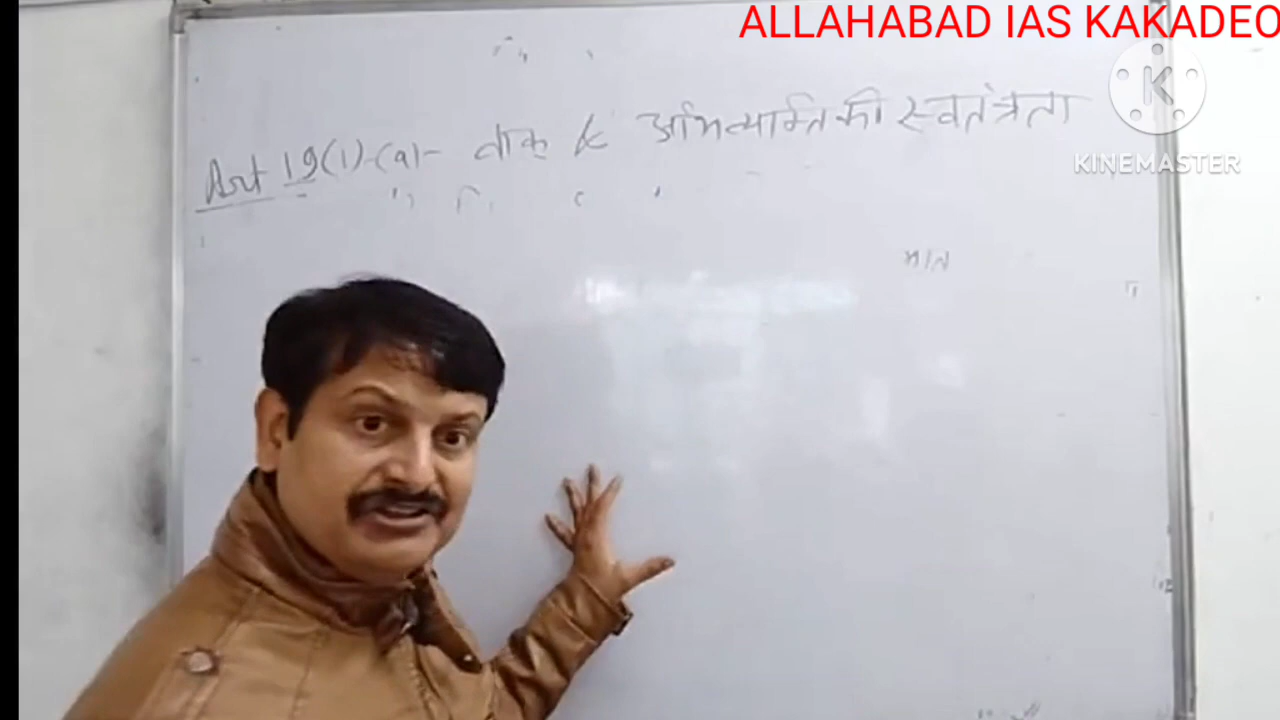 ALLAHABAD IAS KAKADEO
K
KINEMASTER
Art 19(1)-(a)- वाक् & अभिव्यक्ति की स्वतंत्रता